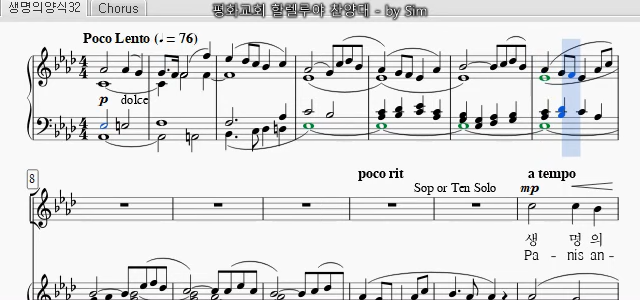 생명의양식32 Chorus
평화교회 할렐루야 찬양대 - by Sim
Poco Lento (♩. = 76)
p dolce
8
poco rit
Sop or Ten Solo
a tempo
mp
생 명 의
Pa - nis an -